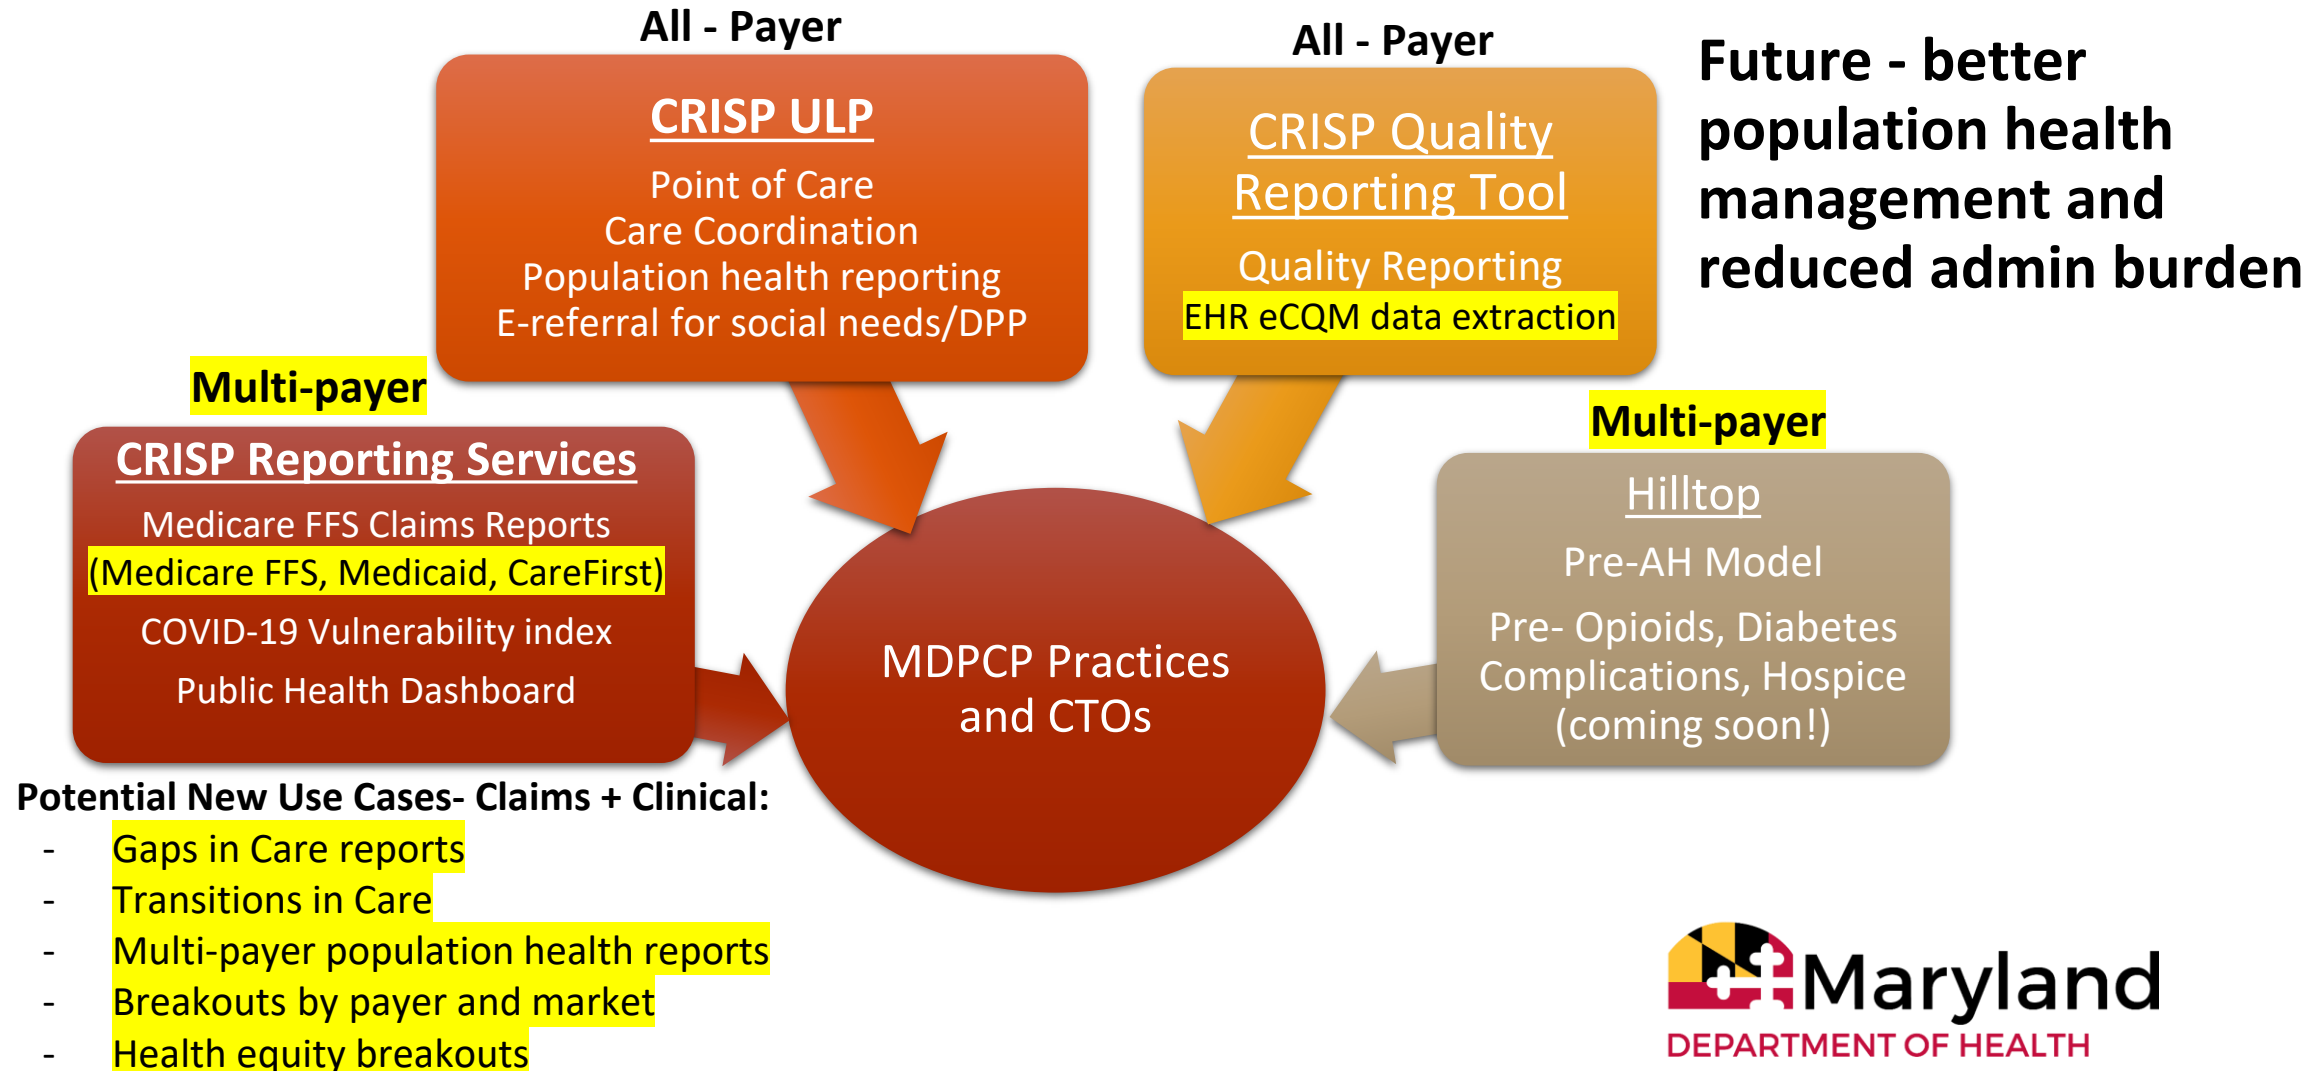 All - Payer
CRISP ULP
Point of Care
Care Coordination
Population health reporting
E-referral for social needs/DPP
All - Payer
CRISP Quality
Reporting Tool
Quality Reporting
EHR eCQM data extraction
Future - better
population health
management and
reduced admin burden
Multi-payer
CRISP Reporting Services
Medicare FFS Claims Reports
(Medicare FFS, Medicaid, CareFirst)
COVID-19 Vulnerability index
Public Health Dashboard
MDPCP Practices
and CTOs
Multi-payer
Hilltop
Pre-AH Model
Pre- Opioids, Diabetes
Complications, Hospice
(coming soon!)
Potential New Use Cases- Claims + Clinical:
- Gaps in Care reports
- Transitions in Care
- Multi-payer population health reports
- Breakouts by payer and market
- Health equity breakouts
Maryland
DEPARTMENT OF HEALTH